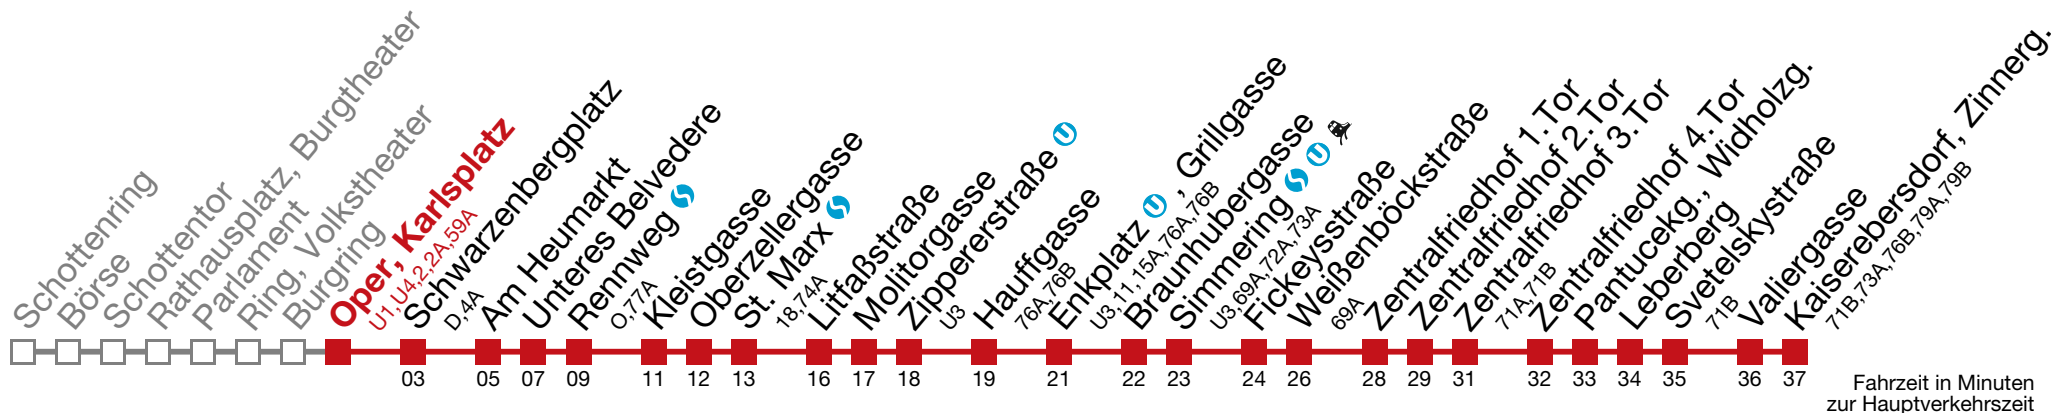 Schottenring
Börse
Schottentor
Rathausplatz, Burgtheater
Parlament
Ring, Volkstheater
Burgring
Oper, Karlsplatz
U1,U4,2,2A,59A
Schwarzenbergplatz
D,4A
Am Heumarkt
Unteres Belvedere
Rennweg
O,77A
Kleistgasse
Oberzellergasse
St. Marx
18,74A
Litfaßstraße
Molitorgasse
Zippererstraße U
U3
Hauffgasse
76A,76B
Enkplatz U , Grillgasse
U3,11,15A,76A,76B
Braunhubergasse
Simmering U
U3,69A,72A,73A
Fickeysstraße
Weißenböckstraße
69A
Zentralfriedhof 1.Tor
Zentralfriedhof 2.Tor
Zentralfriedhof 3.Tor
71A,71B
Zentralfriedhof 4.Tor
Pantucekg., Widholzg.
Leberberg
Svetelskystraße
71B
Valiergasse
Kaiserebersdorf, Zinnerg.
71B,73A,76B,79A,79B
03 05 07 09 11 12 13 16 17 18 19 21 22 23 24 26 28 29 31 32 33 34 35 36 37
Fahrzeit in Minuten
zur Hauptverkehrszeit